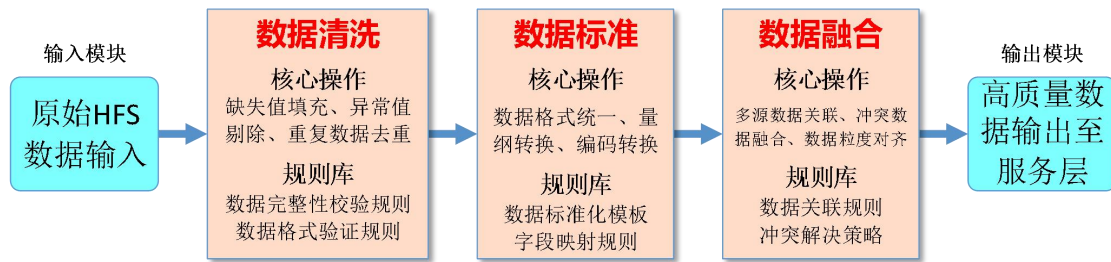 输入模块
原始HFS
数据输入
数据清洗
核心操作
缺失值填充、异常值
剔除、重复数据去重
规则库
数据完整性校验规则
数据格式验证规则
数据标准
核心操作
数据格式统一、量
纲转换、编码转换
规则库
数据标准化模板
字段映射规则
数据融合
核心操作
多源数据关联、冲突数
据融合、数据粒度对齐
规则库
数据关联规则
冲突解决策略
输出模块
高质量数
据输出至
服务层